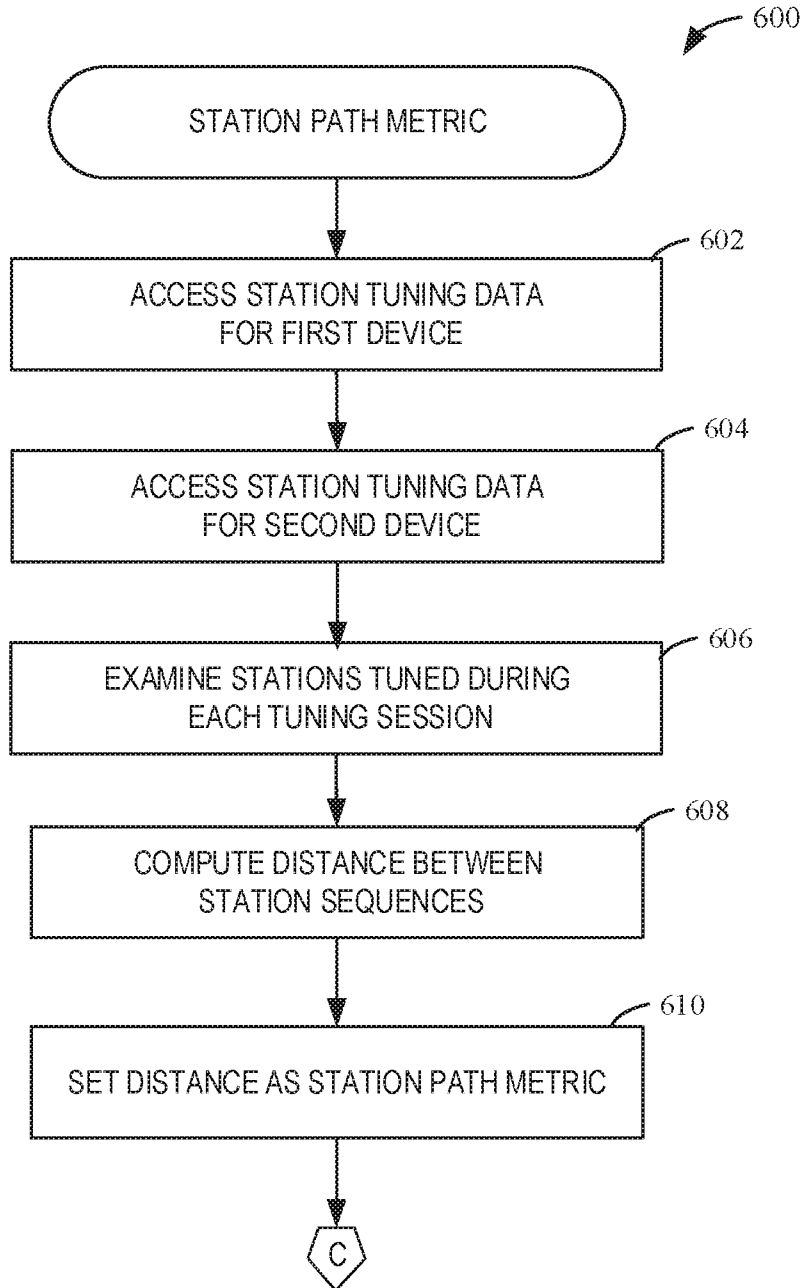 600
STATION PATH METRIC
602
ACCESS STATION TUNING DATA
FOR FIRST DEVICE
604
ACCESS STATION TUNING DATA
FOR SECOND DEVICE
606
EXAMINE STATIONS TUNED DURING
EACH TUNING SESSION
608
COMPUTE DISTANCE BETWEEN
STATION SEQUENCES
610
SET DISTANCE AS STATION PATH METRIC
C